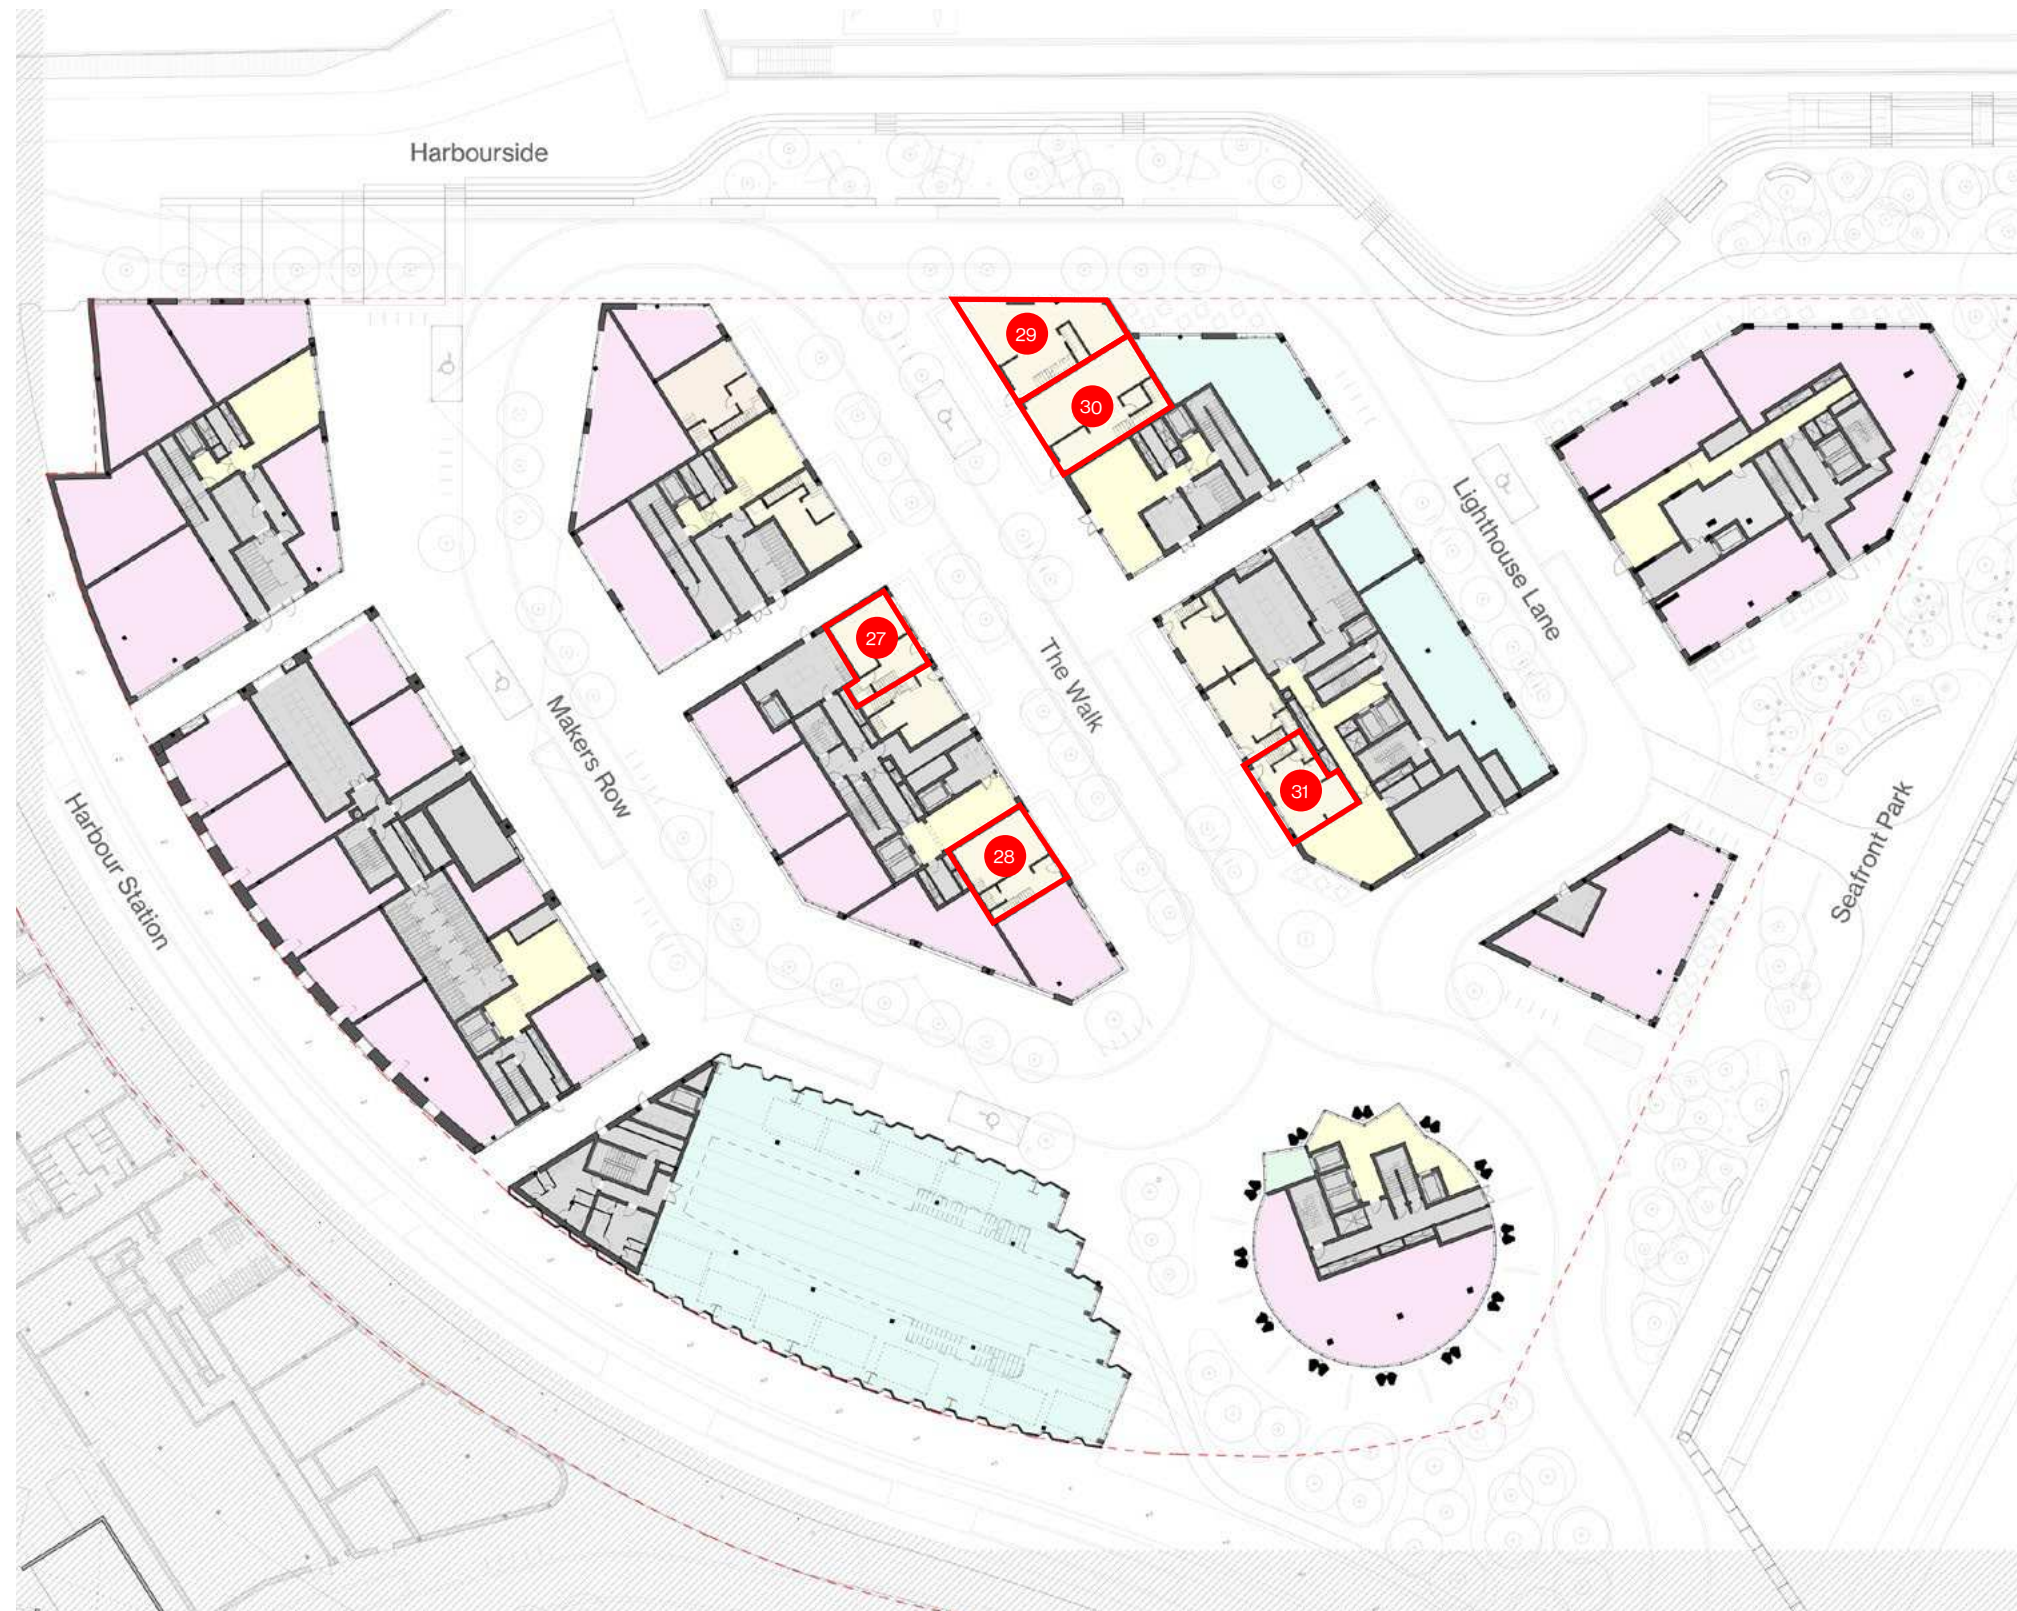 Harbourside
29
30
Lighthouse Lane
27
The Walk
Makers Row
31
Harbour Station
28
Seafront Park